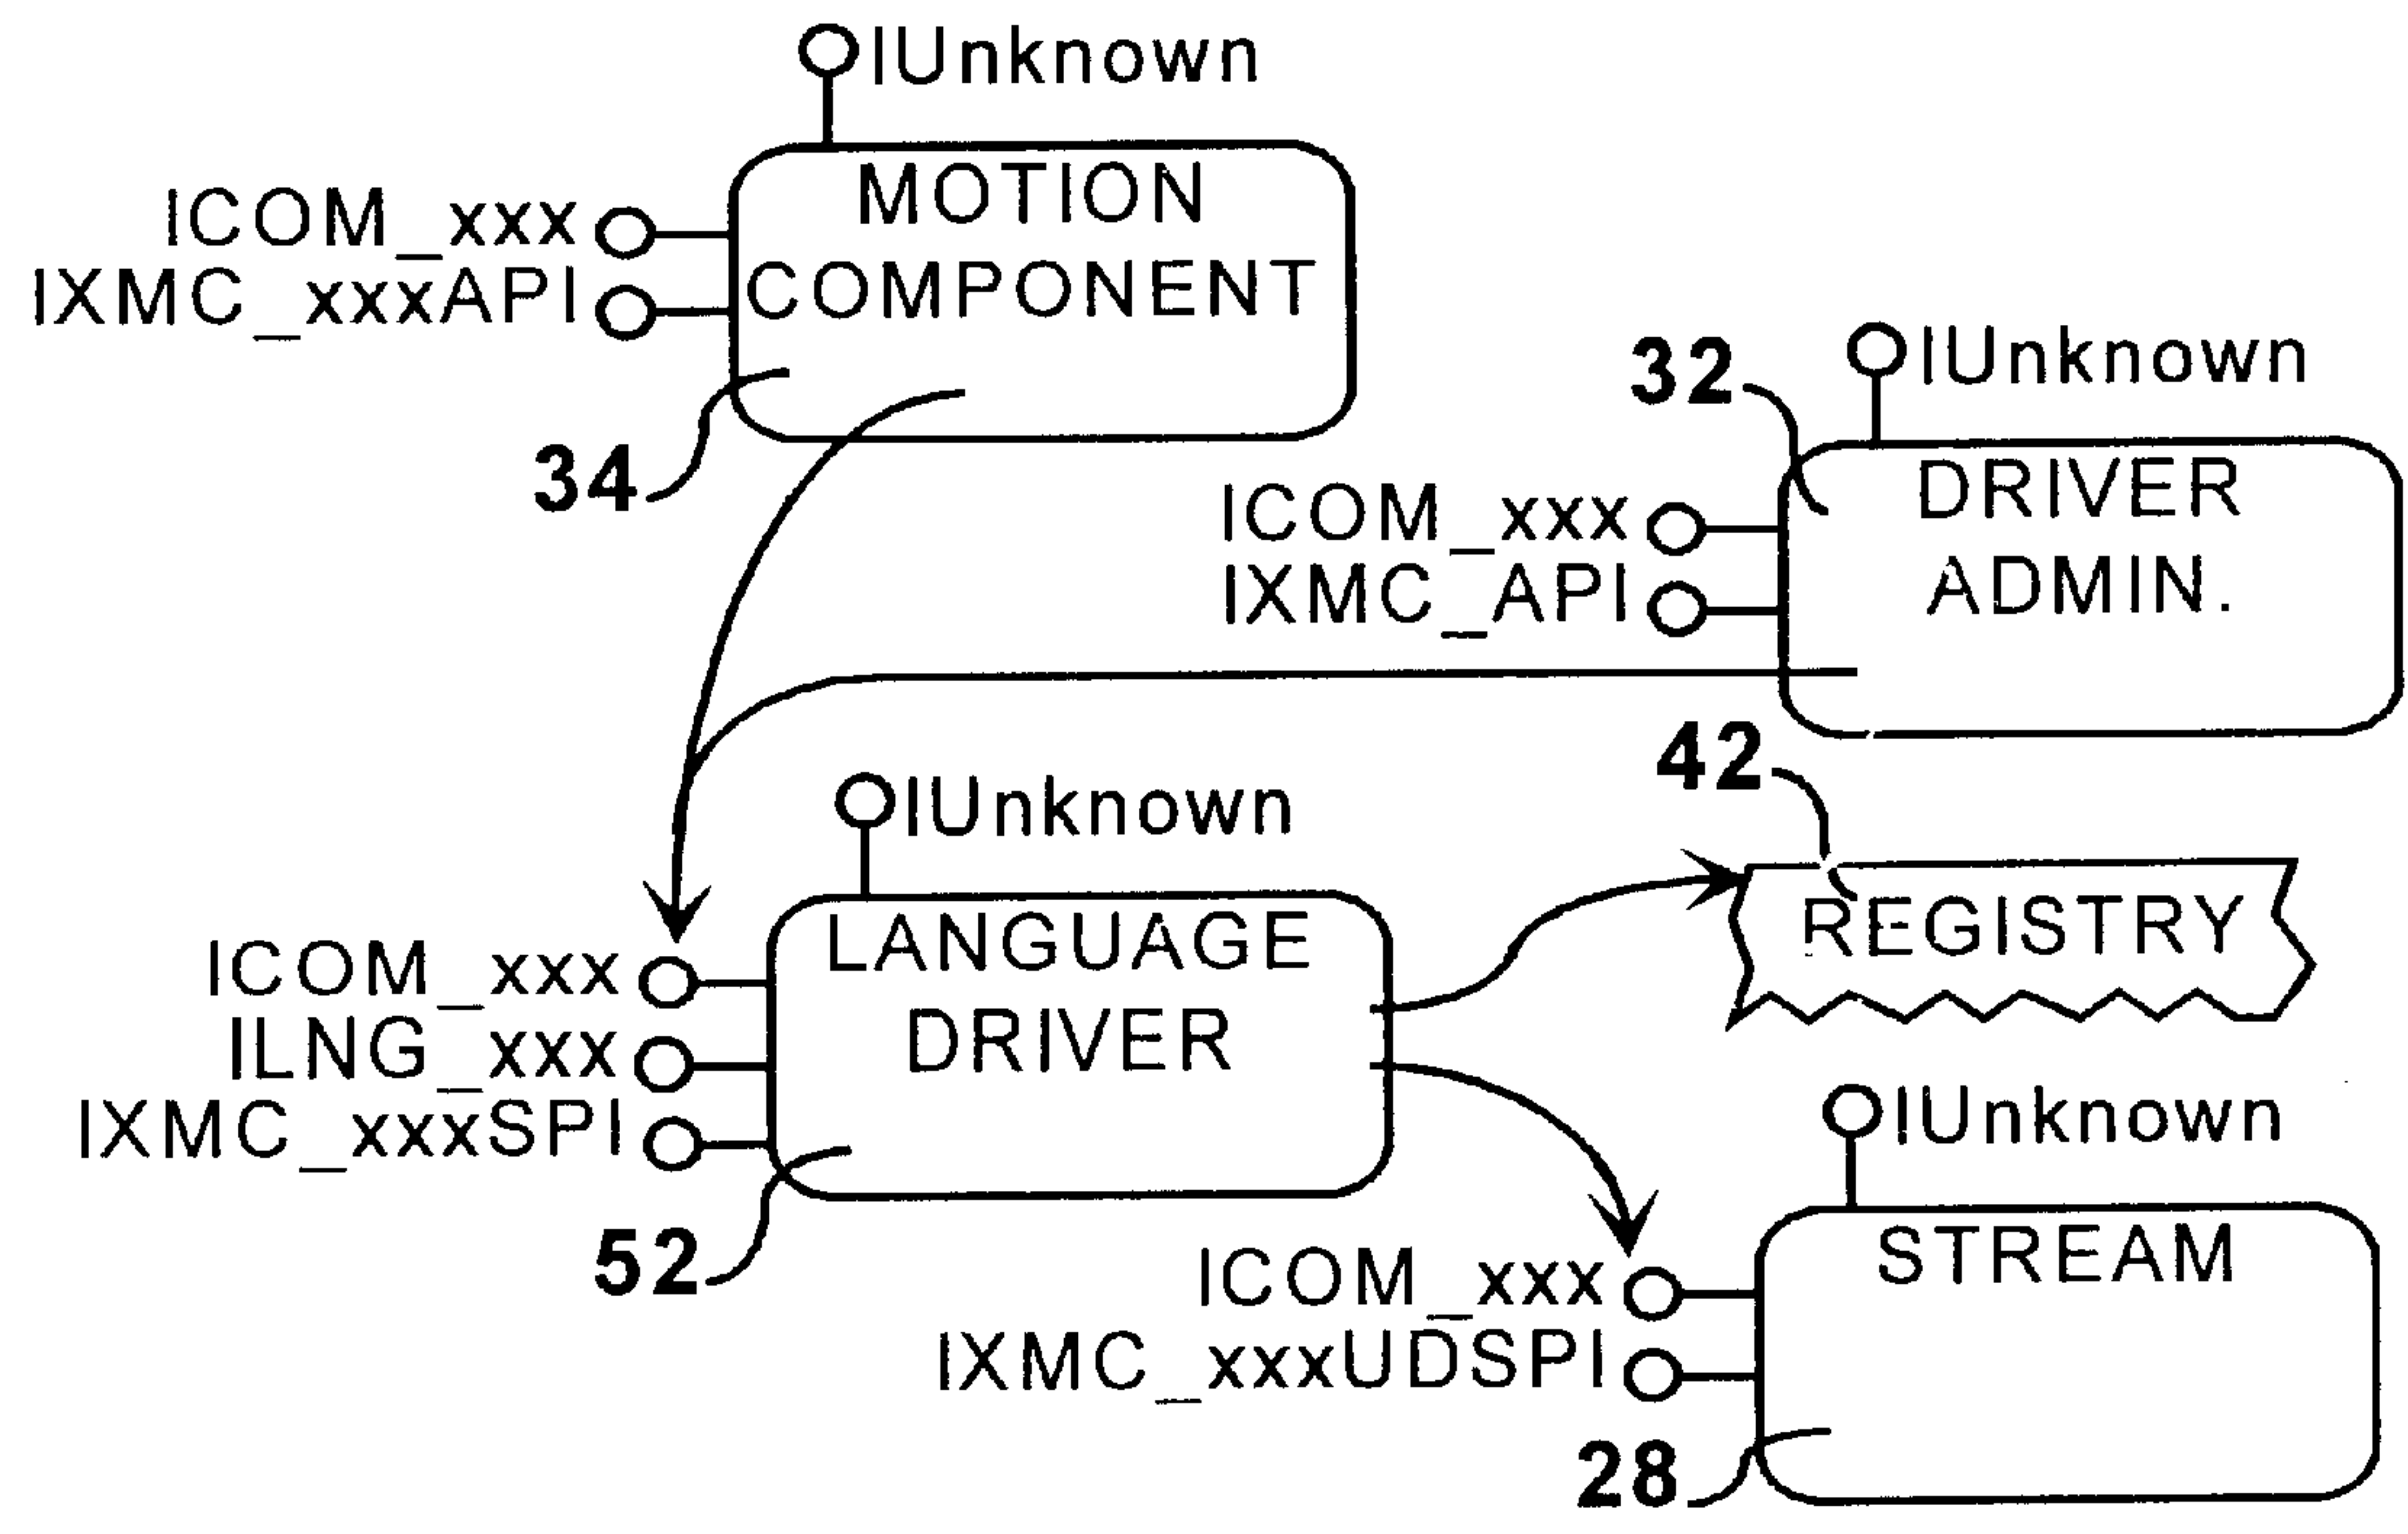 IUnknown
MOTION
COMPONENT
ICOM_xxx
IXMC_xxxAPI
34
32
IUnknown
DRIVER
ADMIN.
ICOM_xxx
IXMC_API
42
IUnknown
LANGUAGE
DRIVER
REGISTRY
ICOM_xxx
ILNG_xxx
IXMC_xxxSPI
52
IUnknown
STREAM
ICOM_xxx
IXMC_xxxUDSPI
28